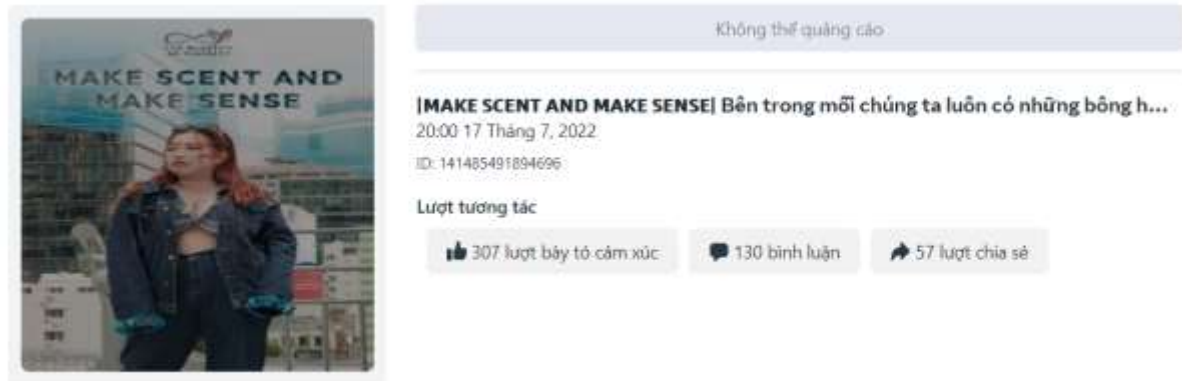 MAKE SCENT AND
MAKE SENSE
Không thể quảng cáo
|MAKE SCENT AND MAKE SENSE| Bên trong mỗi chúng ta luôn có những bông h...
20:00 17 Tháng 7, 2022
ID: 141485491894696
Lượt tương tác
307 lượt bày tỏ cảm xúc
130 bình luận
57 lượt chia sẻ